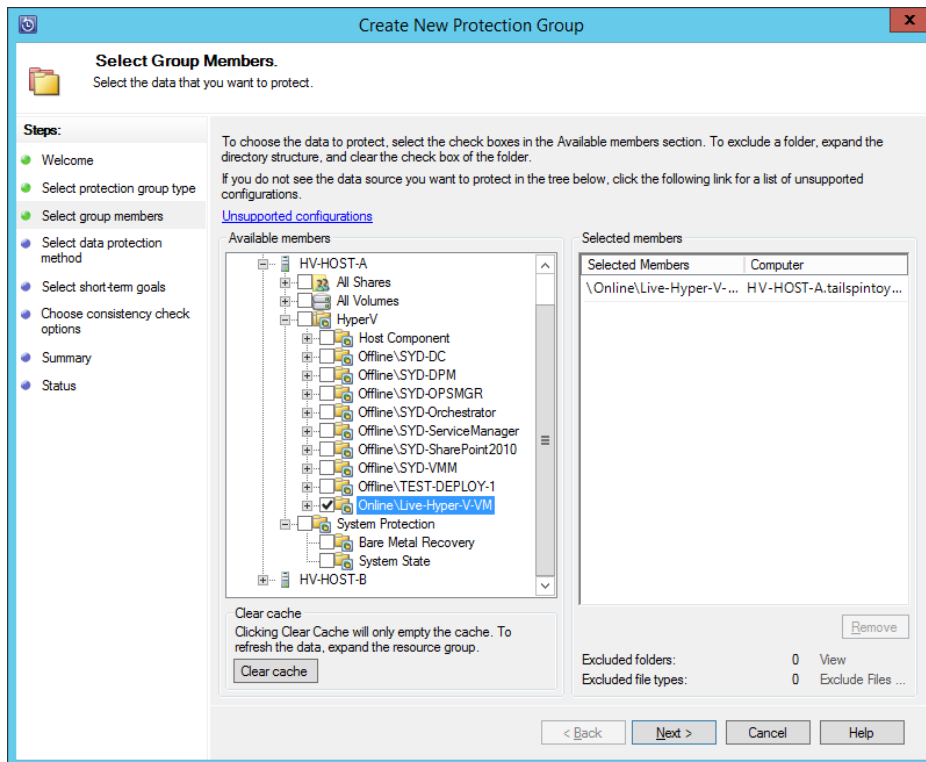 Create New Protection Group
x
Select Group Members.
Select the data that you want to protect.
Steps:
Welcome
Select protection group type
Select group members
Select data protection
method
Select short-term goals
Choose consistency check
options
Summary
Status
To choose the data to protect, select the check boxes in the Available members section. To exclude a folder, expand the
directory structure, and clear the check box of the folder.
If you do not see the data source you want to protect in the tree below, click the following link for a list of unsupported
configurations.
Unsupported configurations
Available members
HV-HOST-A
All Shares
All Volumes
HyperV
Host Component
Offline\SYD-DC
Offline\SYD-DPM
Offline\SYD-OPSMGR
Offline\SYD-Orchestrator
Offline\SYD-ServiceManager
Offline\SYD-SharePoint2010
Offline\SYD-VMM
Offline\TEST-DEPLOY-1
Online\Live-Hyper-V-VM
System Protection
Bare Metal Recovery
System State
HV-HOST-B
Clear cache
Clicking Clear Cache will only empty the cache. To
refresh the data, expand the resource group.
Clear cache
Selected members
Selected Members Computer
\Online\Live-Hyper-V-... HV-HOST-A.tailspintoy...
Remove
Excluded folders: 0 View
Excluded file types: 0 Exclude Files ...
< Back Next > Cancel Help